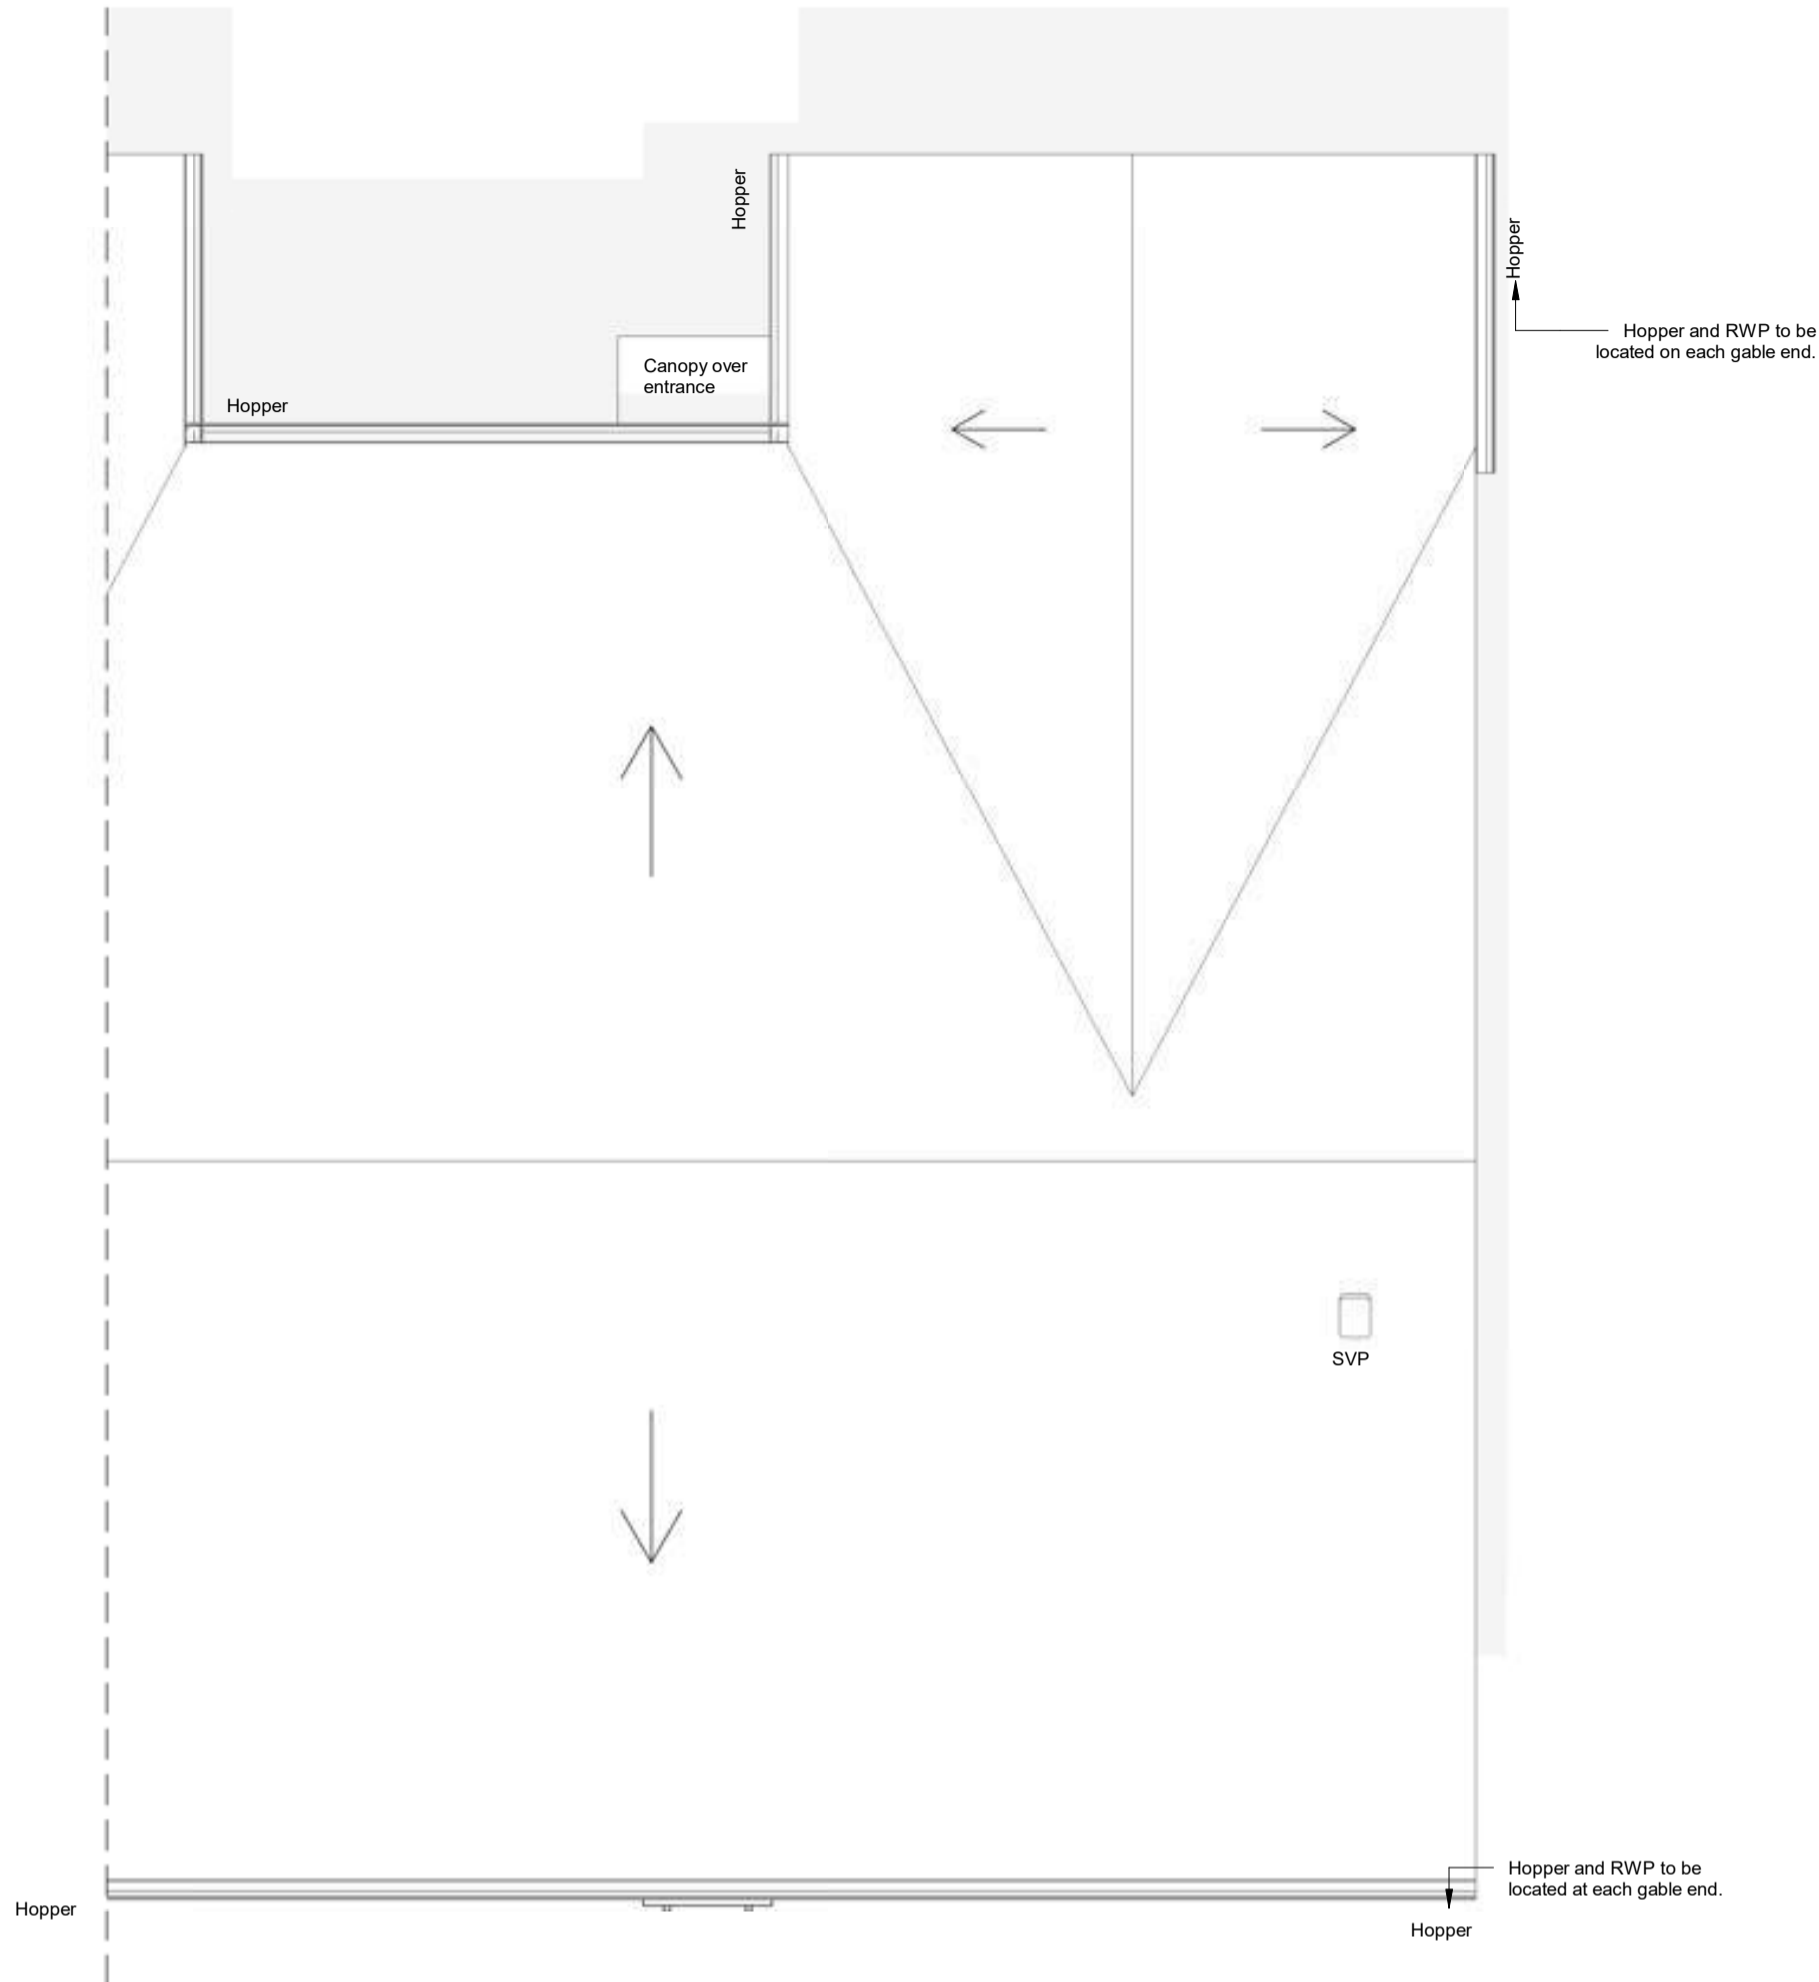 Hopper
Hopper
Hopper and RWP to be
located on each gable end.
Canopy over
entrance
Hopper
SVP
Hopper and RWP to be
located at each gable end.
Hopper
Hopper